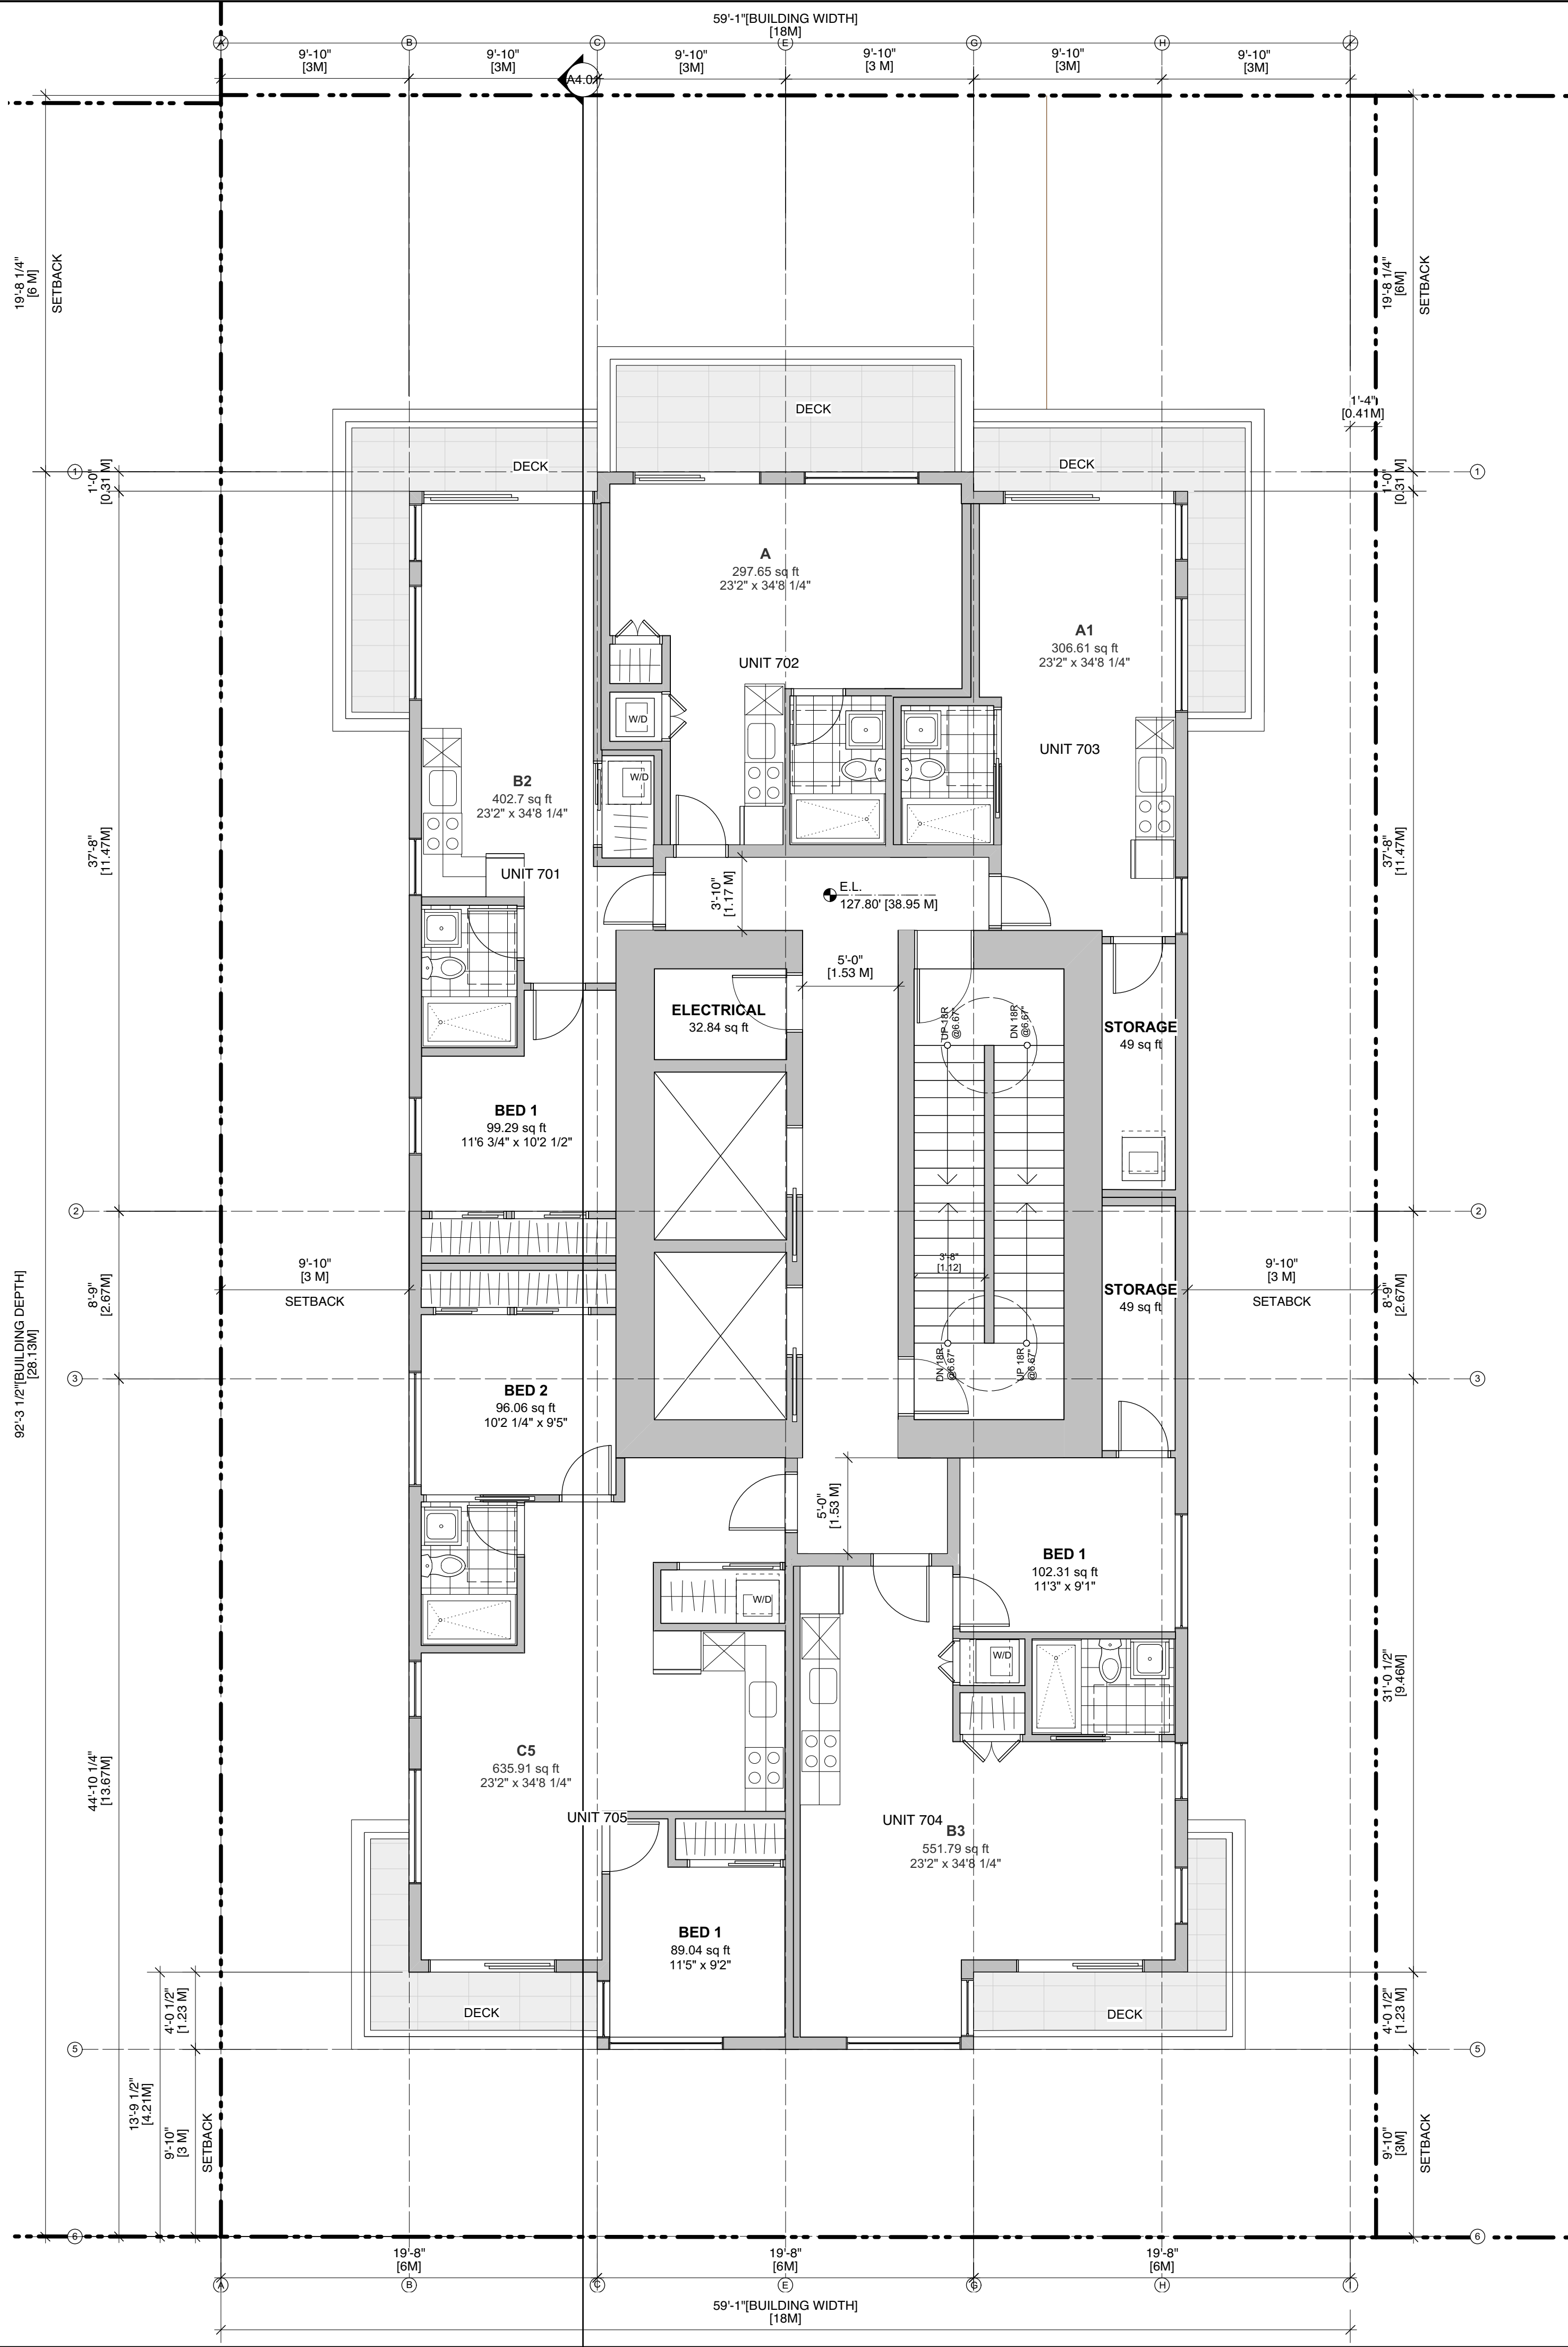 59'-1"[BUILDING WIDTH]
[18M]
A
B
C
E
G
H
9'-10"
[3M]
9'-10"
[3M]
9'-10"
[3M]
9'-10"
[3 M]
9'-10"
[3M]
9'-10"
[3M]
A4.01
19'-8 1/4"
[6 M]
SETBACK
19'-8 1/4"
[6M]
SETBACK
1'-4"
[0.41M]
DECK
DECK
DECK
1
1'-0"
[0.31 M]
1'-0"
[0.31 M]
1
A
297.65 sq ft
23'2" x 34'8 1/4"
UNIT 702
A1
306.61 sq ft
23'2" x 34'8 1/4"
UNIT 703
W/D
W/D
B2
402.7 sq ft
23'2" x 34'8 1/4"
UNIT 701
37'-8"
[11.47M]
37'-8"
[11.47M]
3'-10"
[1.17 M]
E.L.
127.80' [38.95 M]
5'-0"
[1.53 M]
ELECTRICAL
32.84 sq ft
UP 18R
@6.67"
DN 18R
@6.67"
STORAGE
49 sq ft
BED 1
99.29 sq ft
11'6 3/4" x 10'2 1/2"
2
2
3'-8"
[1.12]
9'-10"
[3 M]
SETBACK
9'-10"
[3 M]
SETABCK
STORAGE
49 sq ft
8'-9"
[2.67M]
8'-9"
[2.67M]
92'-3 1/2"[BUILDING DEPTH]
[28.13M]
DN 18R
@6.67"
UP 18R
@6.67"
3
3
BED 2
96.06 sq ft
10'2 1/4" x 9'5"
5'-0"
[1.53 M]
BED 1
102.31 sq ft
11'3" x 9'1"
W/D
W/D
31'-0 1/2"
[9.46M]
C5
635.91 sq ft
23'2" x 34'8 1/4"
UNIT 705
44'-10 1/4"
[13.67M]
UNIT 704
B3
551.79 sq ft
23'2" x 34'8 1/4"
BED 1
89.04 sq ft
11'5" x 9'2"
DECK
DECK
4'-0 1/2"
[1.23 M]
4'-0 1/2"
[1.23 M]
5
5
13'-9 1/2"
[4.21M]
9'-10"
[3 M]
SETBACK
9'-10"
[3M]
SETBACK
6
6
19'-8"
[6M]
19'-8"
[6M]
19'-8"
[6M]
A
B
C
E
G
H
I
59'-1"[BUILDING WIDTH]
[18M]